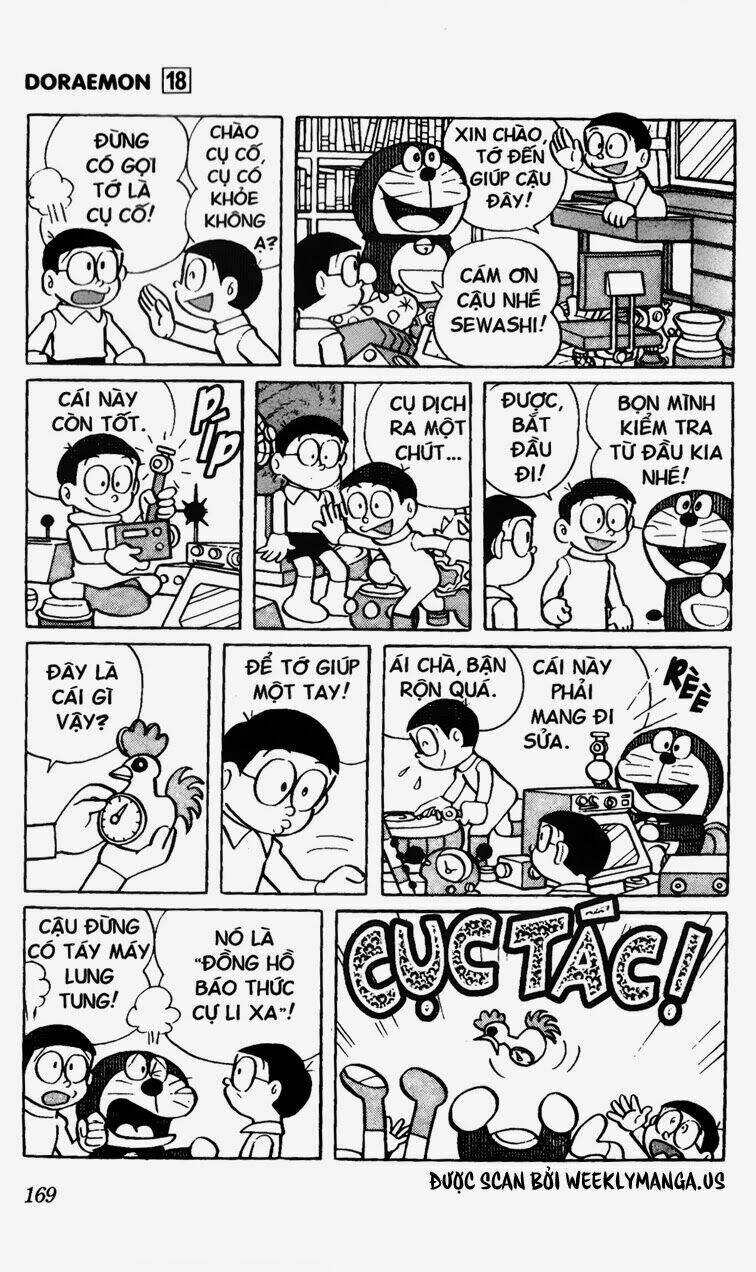 DORAEMON 18
XIN CHÀO,
TỚ ĐẾN
GIÚP CẬU
ĐÂY!
CÁM ƠN
CẬU NHÉ
SEWASHI!
CHÀO
CỤ CỐ,
CỤ CÓ
KHỎE
KHÔNG
Ạ?
ĐỪNG
CÓ GỌI
TỚ LÀ
CỤ CỐ!
BỌN MÌNH
KIỂM TRA
TỪ ĐẦU KIA
NHÉ!
ĐƯỢC,
BẮT
ĐẦU
ĐI!
CỤ DỊCH
RA MỘT
CHÚT...
CÁI NÀY
CÒN TỐT.
P-
ÍP
RÈÈ
CÁI NÀY
PHẢI
MANG ĐI
SỬA.
ÁI CHÀ, BẬN
RỘN QUÁ.
ĐỂ TỚ GIÚP
MỘT TAY!
ĐÂY LÀ
CÁI GÌ
VẬY?
CỤC TÁC!
NÓ LÀ
"ĐỒNG HỒ
BÁO THỨC
CỰ LI XA"!
CẬU ĐỪNG
CÓ TÁY MÁY
LUNG
TUNG!
169
ĐƯỢC SCAN BỞI WEEKLYMANGA.US